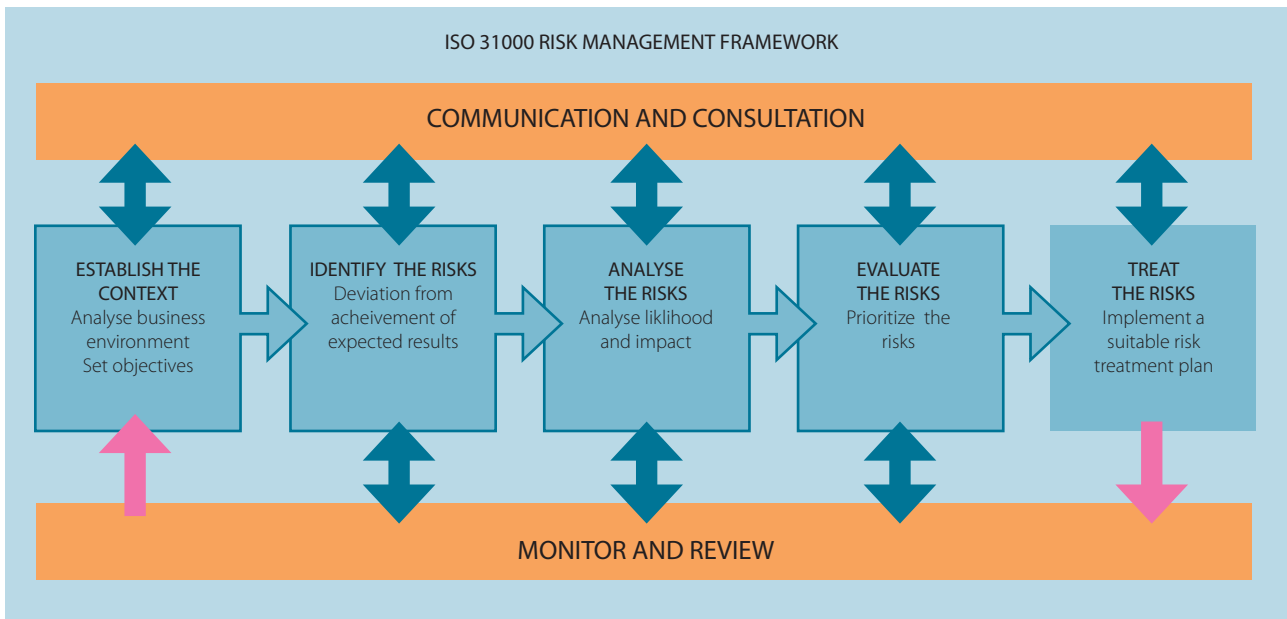 ISO 31000 RISK MANAGEMENT FRAMEWORK
COMMUNICATION AND CONSULTATION
ESTABLISH THE
CONTEXT
Analyse business
environment
Set objectives
IDENTIFY THE RISKS
Deviation from
acheivement of
expected results
ANALYSE
THE RISKS
Analyse liklihood
and impact
EVALUATE
THE RISKS
Prioritize the
risks
TREAT
THE RISKS
Implement a
suitable risk
treatment plan
MONITOR AND REVIEW